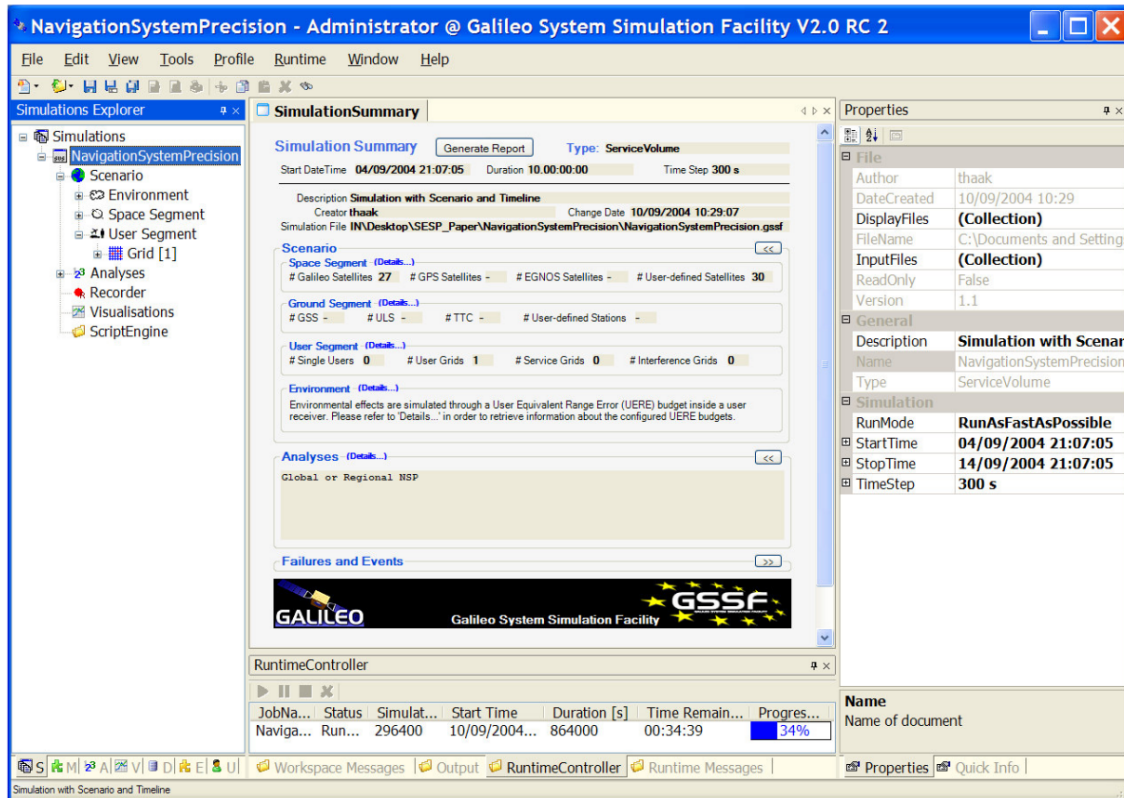 NavigationSystemPrecision - Administrator @ Galileo System Simulation Facility V2.0 RC 2
File Edit View Tools Profile Runtime Window Help
Simulations Explorer
Simulations
NavigationSystemPrecision
Scenario
Environment
Space Segment
User Segment
Grid [1]
Analyses
Recorder
Visualisations
ScriptEngine
SimulationSummary
Simulation Summary Generate Report Type: ServiceVolume
Start DateTime 04/09/2004 21:07:05 Duration 10.00:00:00 Time Step 300 s
Description Simulation with Scenario and Timeline
Creator thaak Change Date 10/09/2004 10:29:07
Simulation File IN\Desktop\SESP_Paper\NavigationSystemPrecision\NavigationSystemPrecision.gssf
Scenario <<
Space Segment (Details...)
# Galileo Satellites 27 # GPS Satellites - # EGNOS Satellites - # User-defined Satellites 30
Ground Segment (Details...)
# GSS - # ULS - # TTC - # User-defined Stations -
User Segment (Details...)
# Single Users 0 # User Grids 1 # Service Grids 0 # Interference Grids 0
Environment (Details...)
Environmental effects are simulated through a User Equivalent Range Error (UERE) budget inside a user
receiver. Please refer to 'Details...' in order to retrieve information about the configured UERE budgets.
Analyses (Details...) <<
Global or Regional NSP
Failures and Events >>
GALILEO Galileo System Simulation Facility GSSF
RuntimeController
JobNa... Status Simulat... Start Time Duration [s] Time Remain... Progres...
Naviga... Run... 296400 10/09/2004... 864000 00:34:39 34%
Properties
File
Author thaak
DateCreated 10/09/2004 10:29
DisplayFiles (Collection)
FileName C:\Documents and Setting
InputFiles (Collection)
ReadOnly False
Version 1.1
General
Description Simulation with Scenar
Name NavigationSystemPrecision
Type ServiceVolume
Simulation
RunMode RunAsFastAsPossible
StartTime 04/09/2004 21:07:05
StopTime 14/09/2004 21:07:05
TimeStep 300 s
Name
Name of document
S M A V D E U Workspace Messages Output RuntimeController Runtime Messages Properties Quick Info
Simulation with Scenario and Timeline